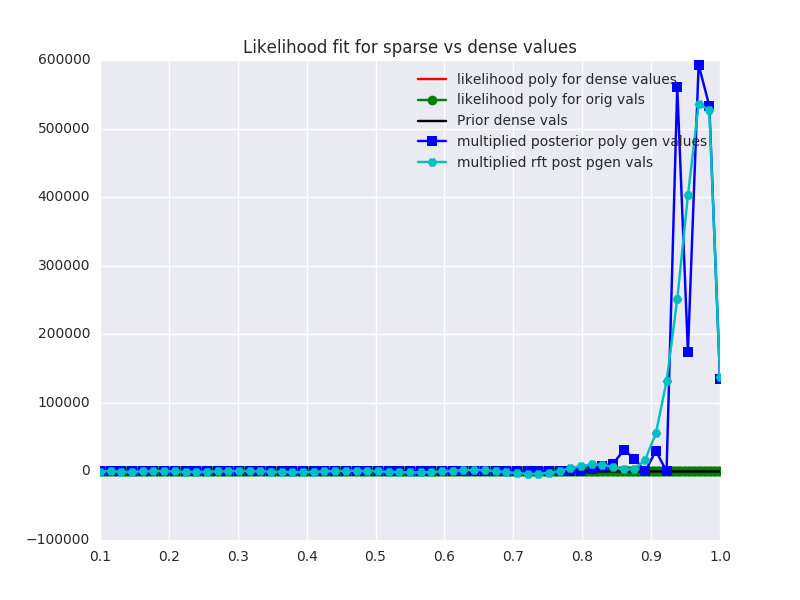 Likelihood fit for sparse vs dense values
600000
500000
400000
300000
200000
100000
0
−100000
0.1 0.2 0.3 0.4 0.5 0.6 0.7 0.8 0.9 1.0
likelihood poly for dense values
likelihood poly for orig vals
Prior dense vals
multiplied posterior poly gen values
multiplied rft post pgen vals